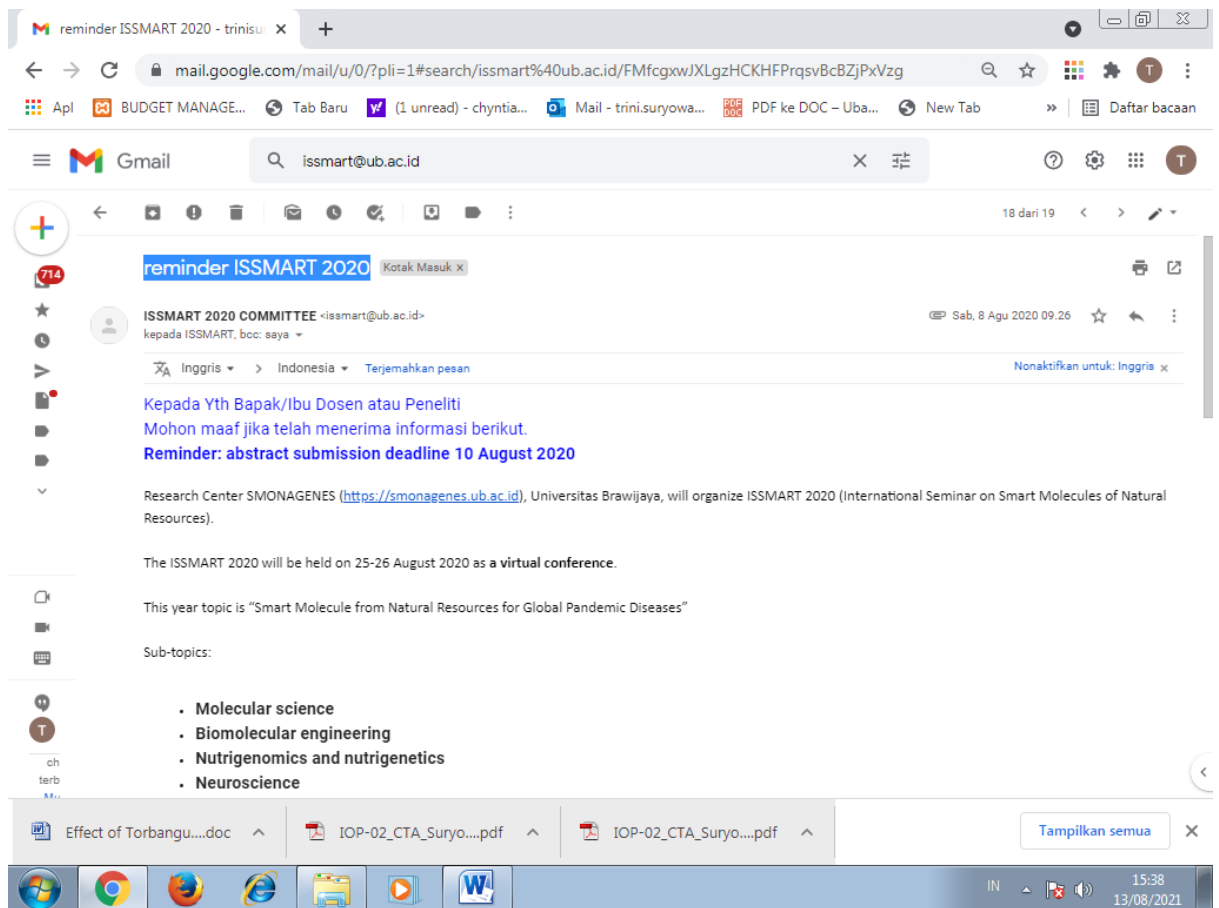 reminder ISSMART 2020 - trinisu
mail.google.com/mail/u/0/?pli=1#search/issmart%40ub.ac.id/FMfcgxwJXLgzHCKHFPrqsvBcBZjPxVzg
T
Apl
BUDGET MANAGE...
Tab Baru
(1 unread) - chyntia...
Mail - trini.suryowa...
PDF ke DOC – Uba...
New Tab
»
Daftar bacaan
Gmail
issmart@ub.ac.id
T
18 dari 19
714
reminder ISSMART 2020
Kotak Masuk x
ISSMART 2020 COMMITTEE <issmart@ub.ac.id>
Sab, 8 Agu 2020 09.26
kepada ISSMART, bcc: saya
Inggris
Indonesia
Terjemahkan pesan
Nonaktifkan untuk: Inggris x
Kepada Yth Bapak/Ibu Dosen atau Peneliti
Mohon maaf jika telah menerima informasi berikut.
Reminder: abstract submission deadline 10 August 2020
Research Center SMONAGENES (https://smonagenes.ub.ac.id), Universitas Brawijaya, will organize ISSMART 2020 (International Seminar on Smart Molecules of Natural
Resources).
The ISSMART 2020 will be held on 25-26 August 2020 as a virtual conference.
This year topic is “Smart Molecule from Natural Resources for Global Pandemic Diseases”
Sub-topics:
• Molecular science
• Biomolecular engineering
• Nutrigenomics and nutrigenetics
• Neuroscience
T
ch
terb
Effect of Torbangu....doc
IOP-02_CTA_Suryo....pdf
IOP-02_CTA_Suryo....pdf
Tampilkan semua
IN
15:38
13/08/2021